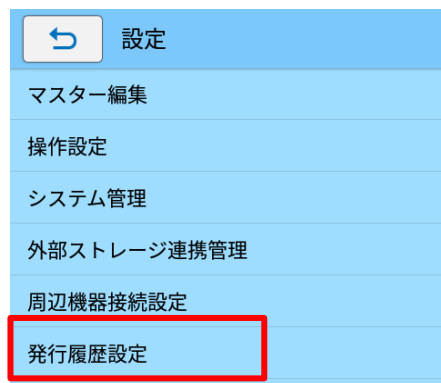 設定
マスター編集
操作設定
システム管理
外部ストレージ連携管理
周辺機器接続設定
発行履歴設定